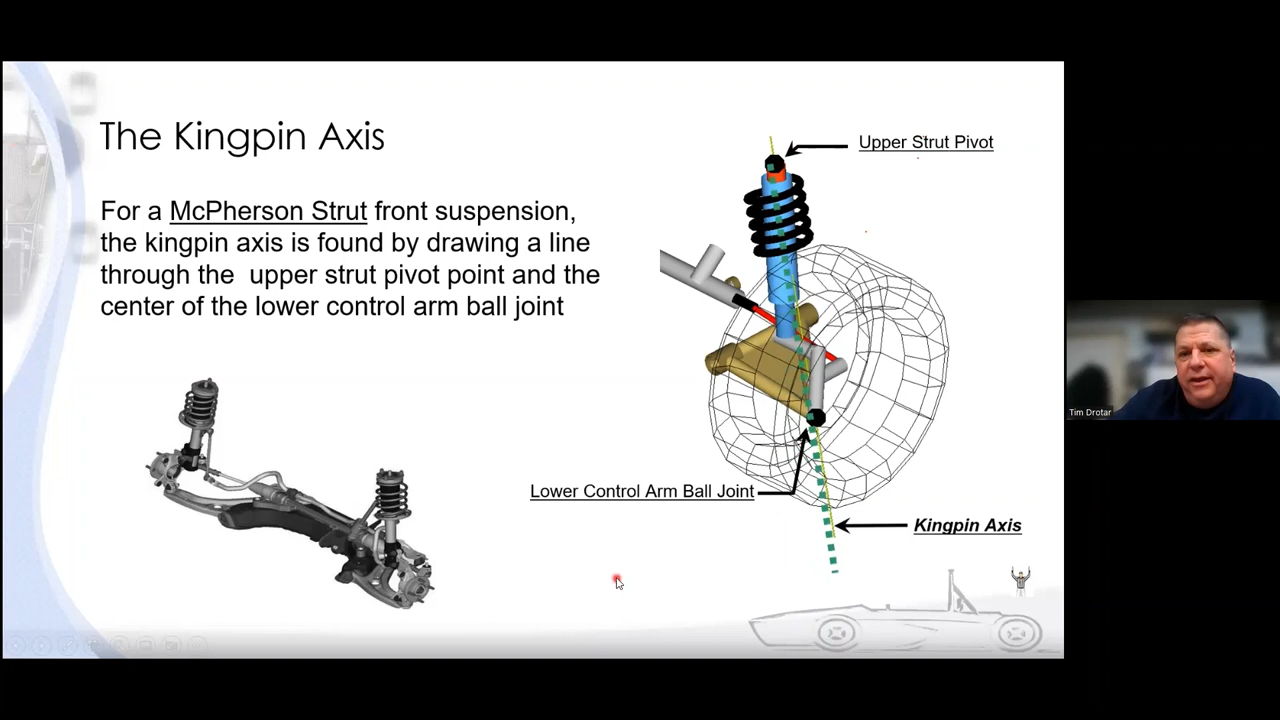 The Kingpin Axis
For a McPherson Strut front suspension,
the kingpin axis is found by drawing a line
through the upper strut pivot point and the
center of the lower control arm ball joint
Upper Strut Pivot
Lower Control Arm Ball Joint
Kingpin Axis
Tim Drotar